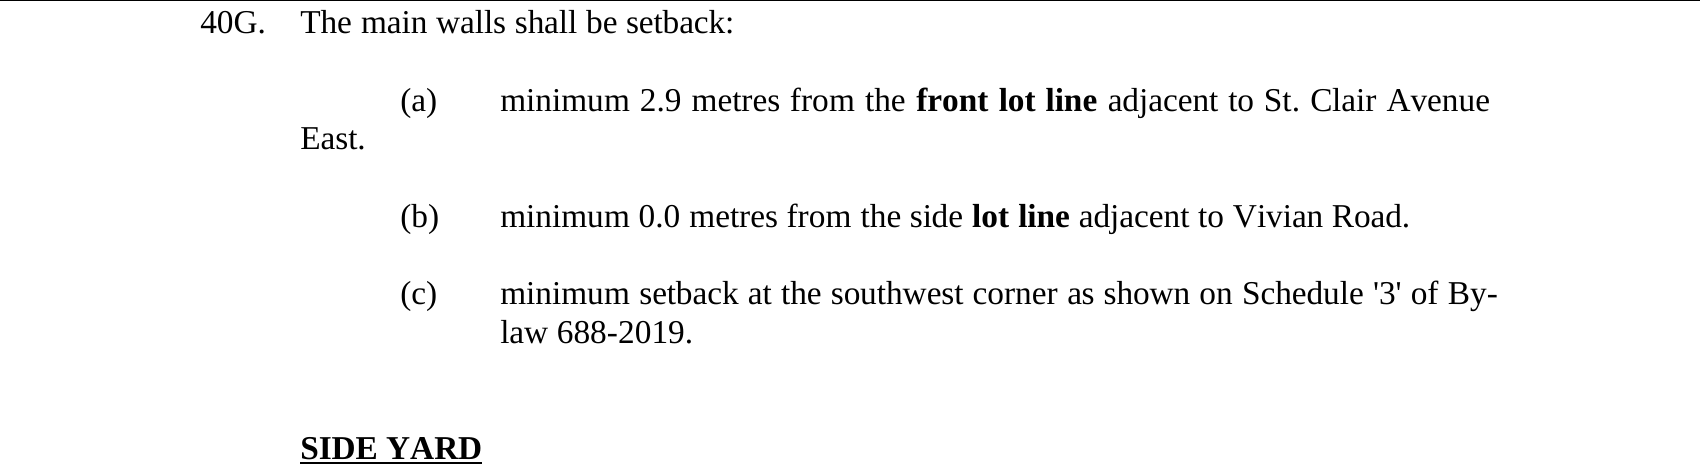 40G. The main walls shall be setback:
(a) minimum 2.9 metres from the front lot line adjacent to St. Clair Avenue
East.
(b) minimum 0.0 metres from the side lot line adjacent to Vivian Road.
(c) minimum setback at the southwest corner as shown on Schedule '3' of By-
law 688-2019.
SIDE YARD